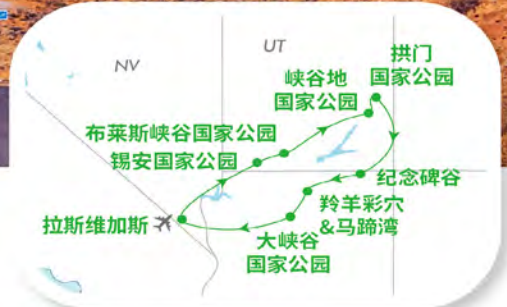 NV
UT
拱门
国家公园
峡谷地
国家公园
布莱斯峡谷国家公园
锡安国家公园
纪念碑谷
羚羊彩穴
&马蹄湾
拉斯维加斯
大峡谷
国家公园